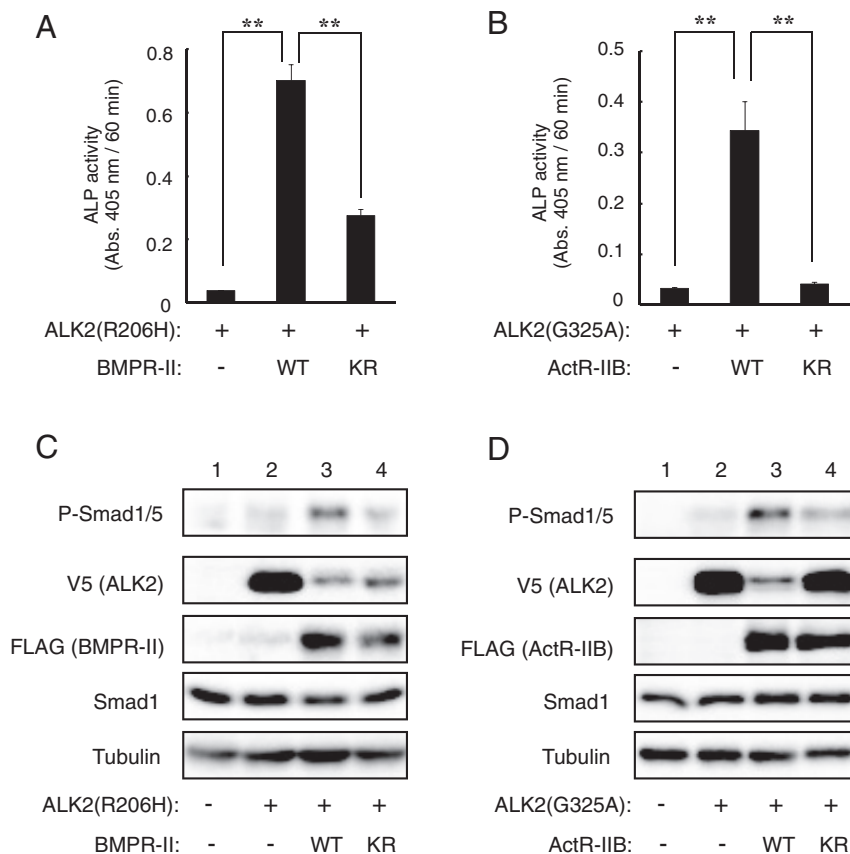 A
** **
ALP activity
(Abs. 405 nm / 60 min)
0.8
0.6
0.4
0.2
0
ALK2(R206H): + + +
BMPR-II: - WT KR
B
** **
ALP activity
(Abs. 405 nm / 60 min)
0.5
0.4
0.3
0.2
0.1
0
ALK2(G325A): + + +
ActR-IIB: - WT KR
C
1 2 3 4
P-Smad1/5
V5 (ALK2)
FLAG (BMPR-II)
Smad1
Tubulin
ALK2(R206H): - + + +
BMPR-II: - - WT KR
D
1 2 3 4
P-Smad1/5
V5 (ALK2)
FLAG (ActR-IIB)
Smad1
Tubulin
ALK2(G325A): - + + +
ActR-IIB: - - WT KR